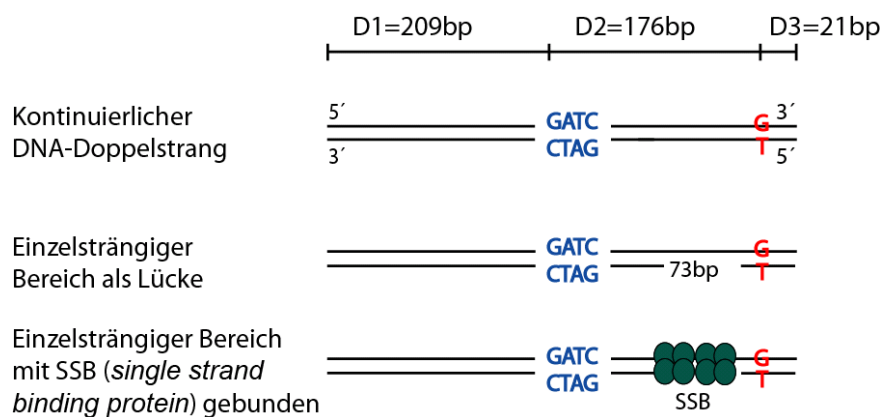 D1=209bp D2=176bp D3=21bp
Kontinuierlicher
DNA-Doppelstrang
5´ GATC G 3´
3´ CTAG T 5´
Einzelsträngiger
Bereich als Lücke
GATC G
CTAG 73bp T
Einzelsträngiger Bereich
mit SSB (single strand
binding protein) gebunden
GATC G
CTAG T
SSB